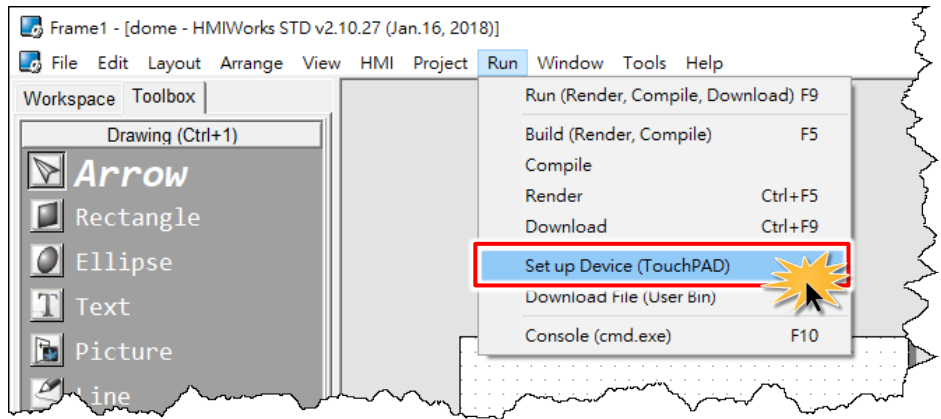 Frame1 - [dome - HMIWorks STD v2.10.27 (Jan.16, 2018)]
File Edit Layout Arrange View HMI Project Run Window Tools Help
Workspace Toolbox
Drawing (Ctrl+1)
Arrow
Rectangle
Ellipse
Text
Picture
Line
Run (Render, Compile, Download) F9
Build (Render, Compile) F5
Compile
Render Ctrl+F5
Download Ctrl+F9
Set up Device (TouchPAD)
Download File (User Bin)
Console (cmd.exe) F10